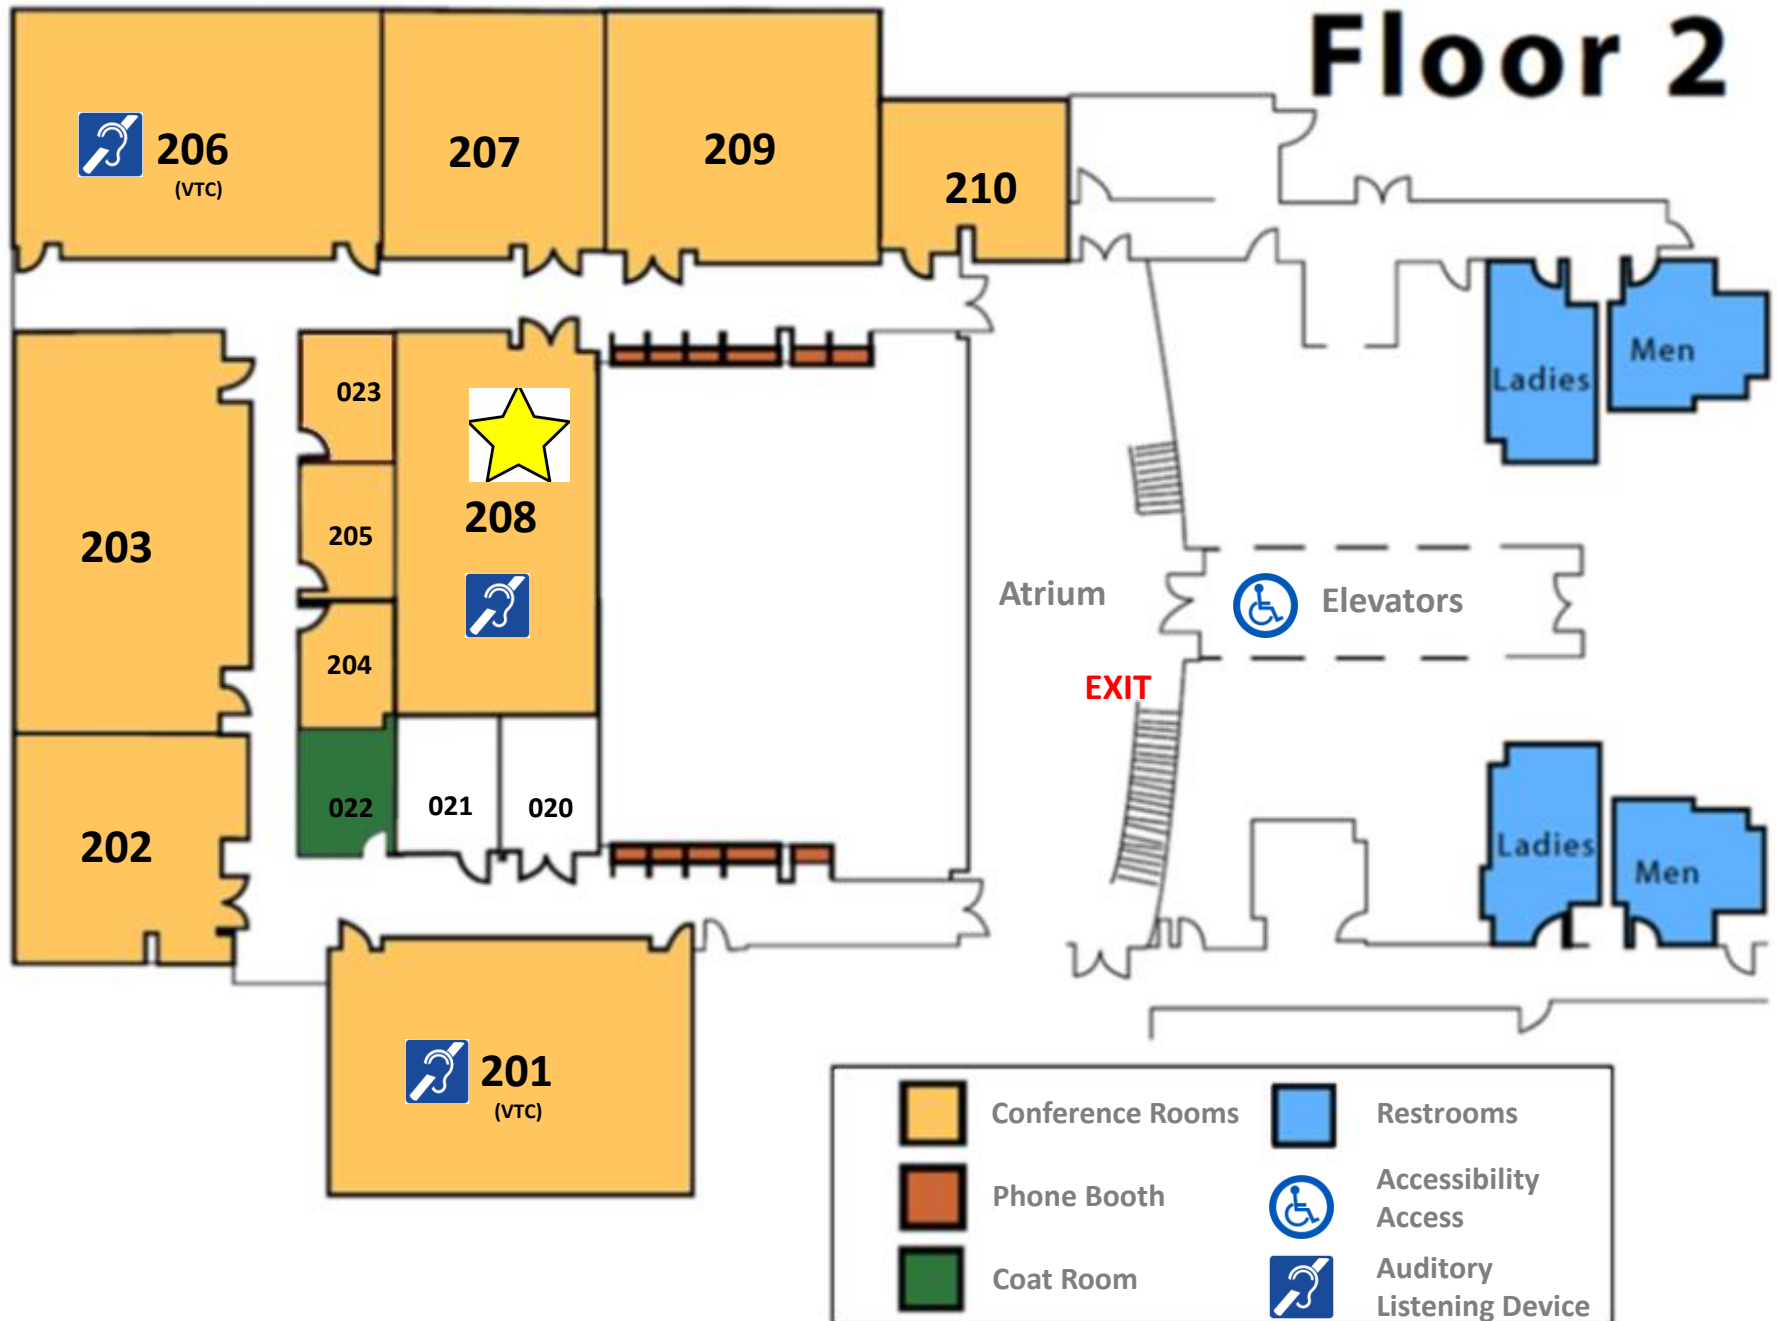 Floor 2
206
(VTC)
207
209
210
023
208
205
203
204
202
022
021
020
Atrium
Elevators
EXIT
Ladies
Men
Ladies
Men
201
(VTC)
Conference Rooms
Restrooms
Phone Booth
Accessibility
Access
Coat Room
Auditory
Listening Device